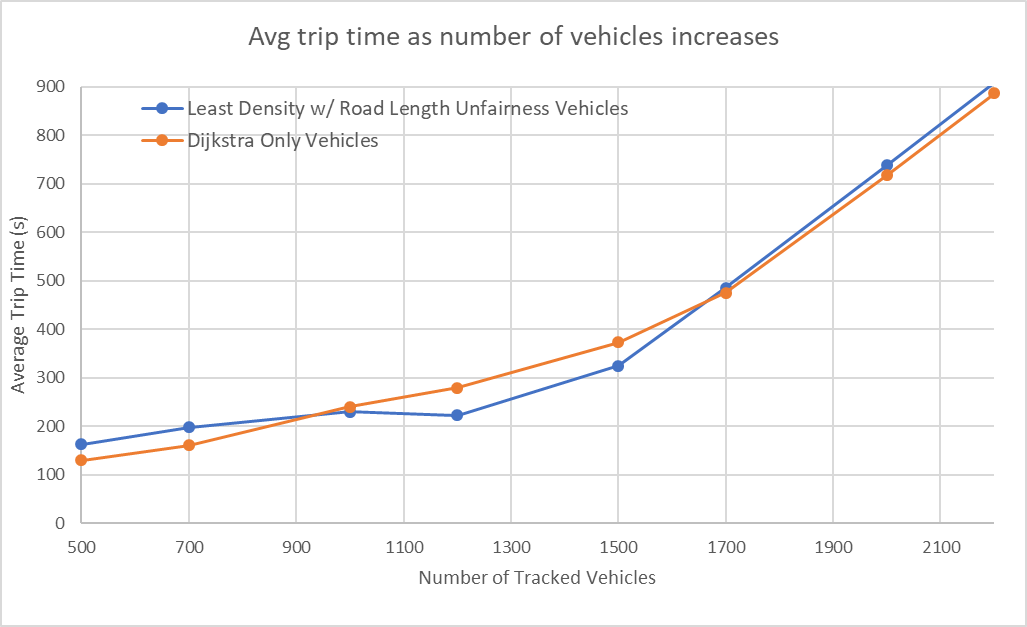 Avg trip time as number of vehicles increases
Least Density w/ Road Length Unfairness Vehicles
Dijkstra Only Vehicles
900
800
700
600
500
400
300
200
100
0
Average Trip Time (s)
500 700 900 1100 1300 1500 1700 1900 2100
Number of Tracked Vehicles